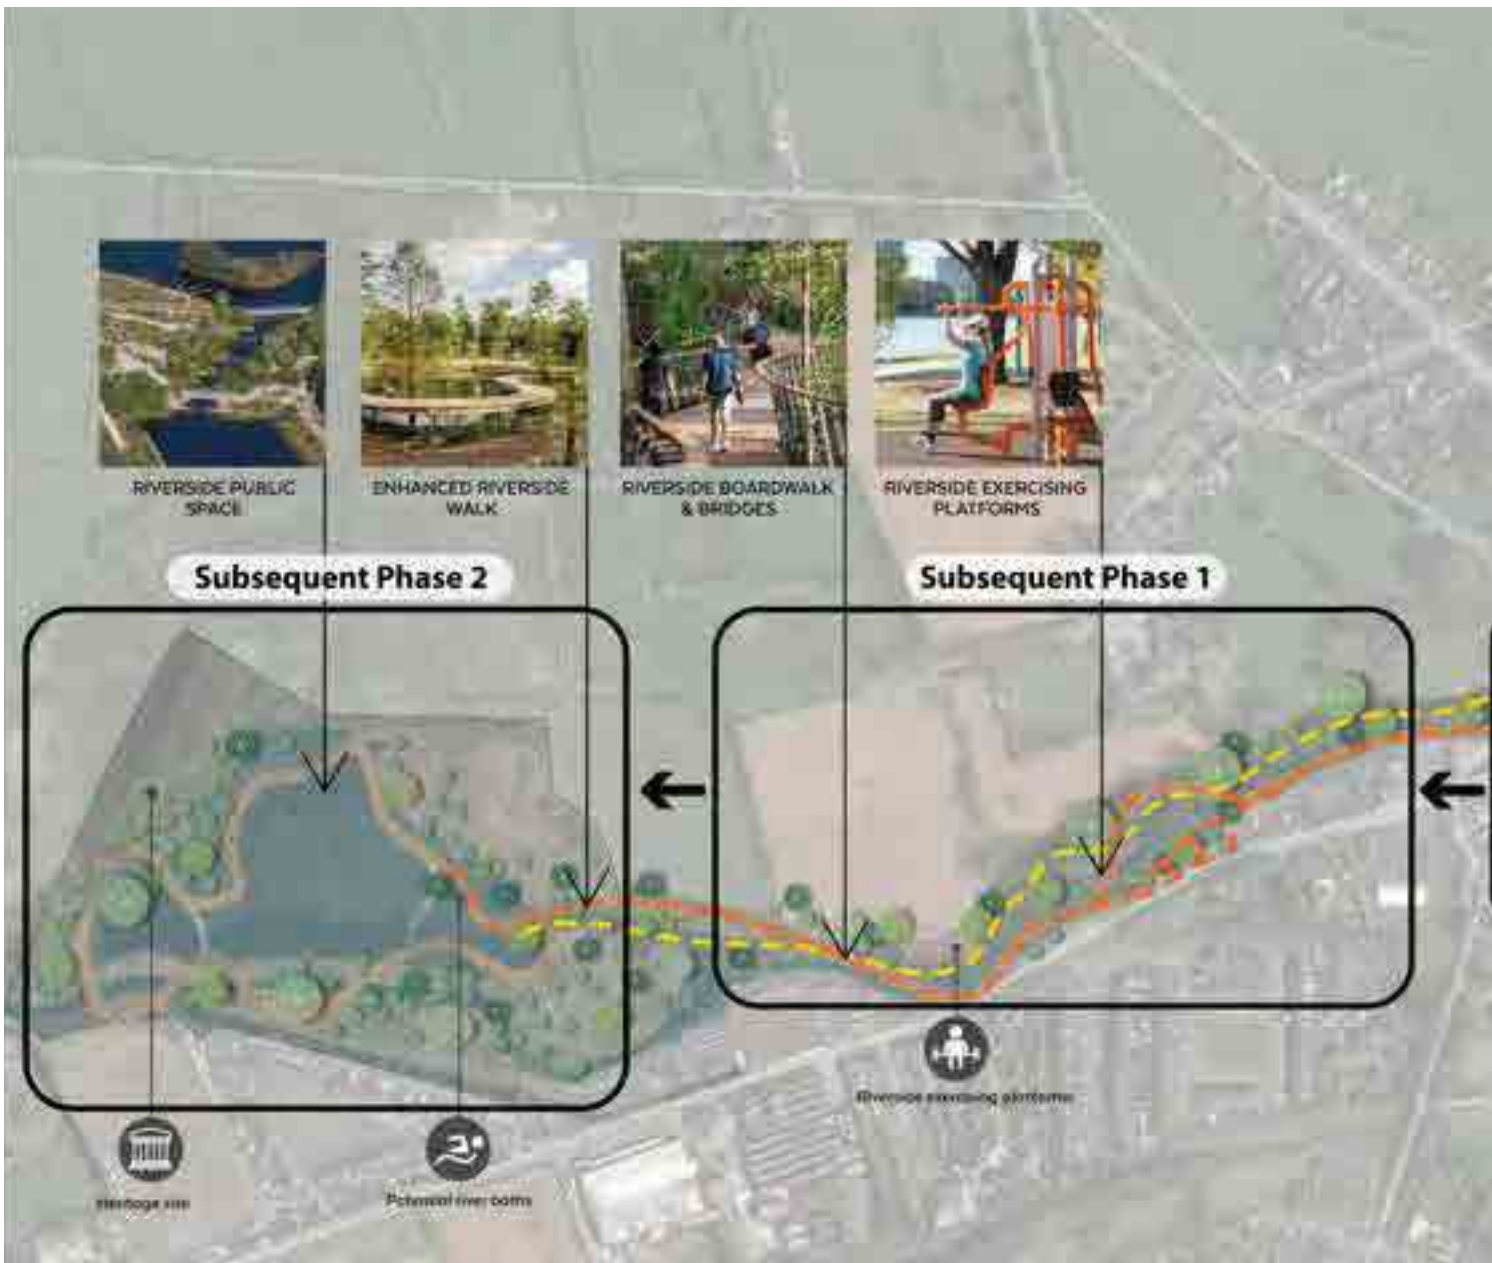 RIVERSIDE PUBLIC
SPACE
ENHANCED RIVERSIDE
WALK
RIVERSIDE BOARDWALK
& BRIDGES
RIVERSIDE EXERCISING
PLATFORMS
Subsequent Phase 2
Subsequent Phase 1
Riverside exercising platforms
Heritage site
Potential river baths